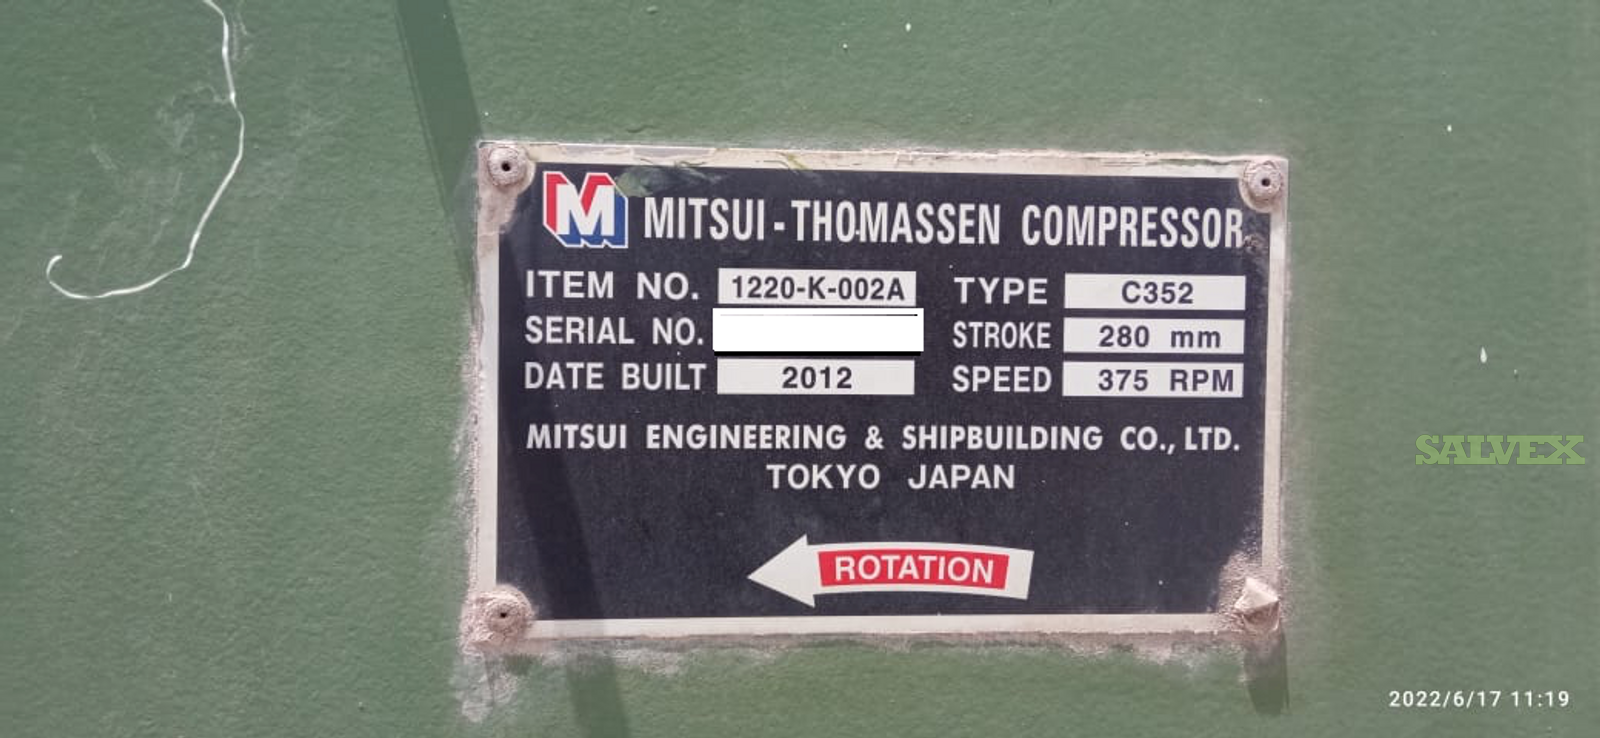 M MITSUI-THOMASSEN COMPRESSOR
ITEM NO. 1220-K-002A TYPE C352
SERIAL NO. STROKE 280 mm
DATE BUILT 2012 SPEED 375 RPM
MITSUI ENGINEERING & SHIPBUILDING CO., LTD.
TOKYO JAPAN
ROTATION
SALVEX
2022/6/17 11:19